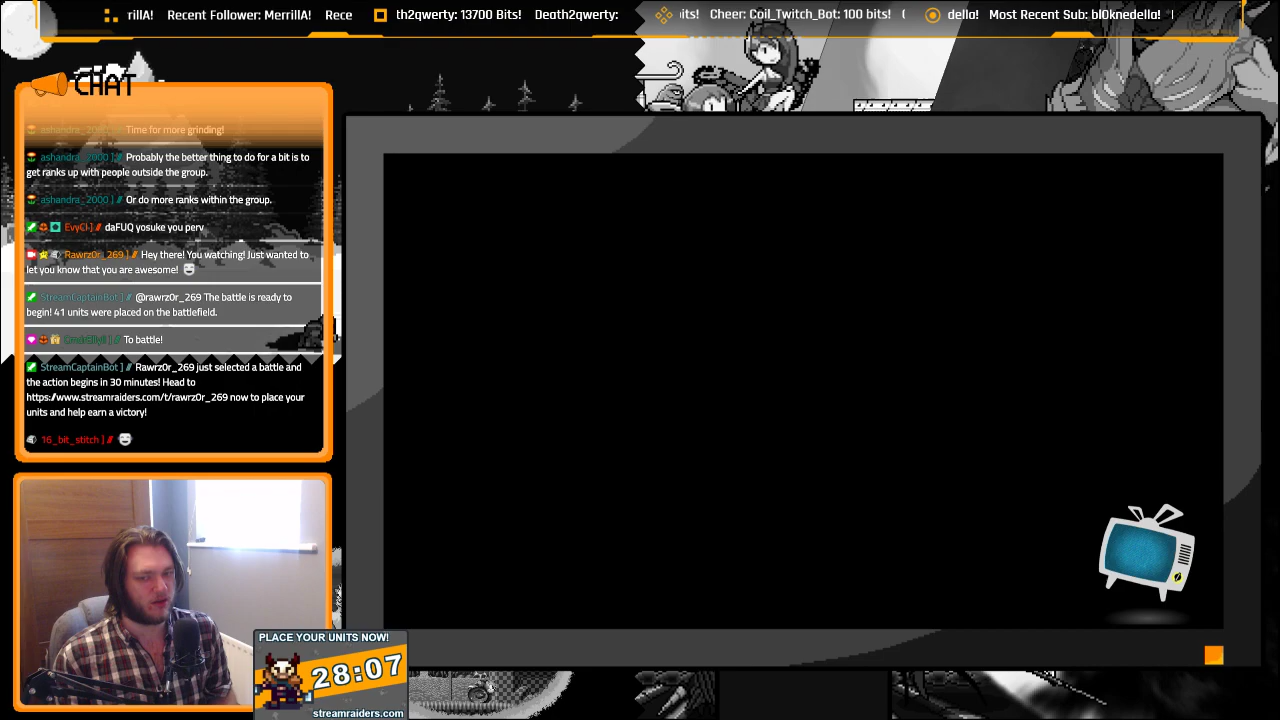 rillA! Recent Follower: MerrillA! Rece
th2qwerty: 13700 Bits! Death2qwerty:
its! Cheer: Coil_Twitch_Bot: 100 bits! (
della! Most Recent Sub: bl0knedella!
CHAT
ashandra_2000 ] // Time for more grinding!
ashandra_2000 ] // Probably the better thing to do for a bit is to
get ranks up with people outside the group.
ashandra_2000 ] // Or do more ranks within the group.
EvyCl ] // daFUQ yosuke you perv
Rawrz0r_269 ] // Hey there! You watching! Just wanted to
let you know that you are awesome!
StreamCaptainBot ] // @rawrz0r_269 The battle is ready to
begin! 41 units were placed on the battlefield.
] // To battle!
StreamCaptainBot ] // Rawrz0r_269 just selected a battle and
the action begins in 30 minutes! Head to
https://www.streamraiders.com/t/rawrz0r_269 now to place your
units and help earn a victory!
16_bit_stitch ] //
PLACE YOUR UNITS NOW!
28:07
streamraiders.com